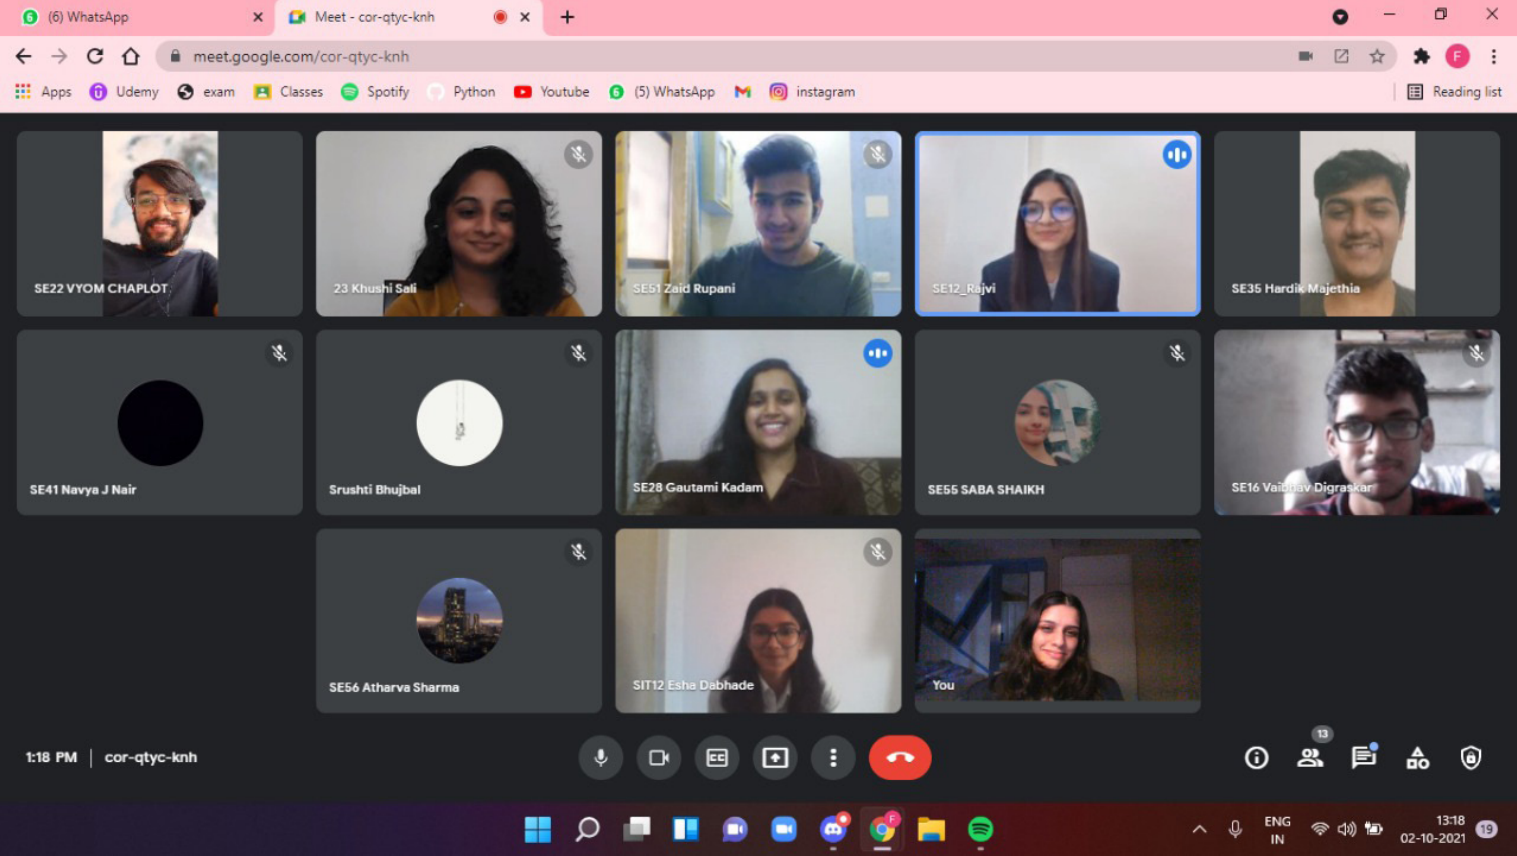 (6) WhatsApp
Meet - cor-qtyc-knh
meet.google.com/cor-qtyc-knh
F
Apps
Udemy
exam
Classes
Spotify
Python
Youtube
(5) WhatsApp
instagram
Reading list
SE22 VYOM CHAPLOT
23 Khushi Sali
SE51 Zaid Rupani
SE12_Rajvi
SE35 Hardik Majethia
SE41 Navya J Nair
Srushti Bhujbal
SE28 Gautami Kadam
SE55 SABA SHAIKH
SE16 Vaibhav Digraskar
SE56 Atharva Sharma
SIT12 Esha Dabhade
You
1:18 PM | cor-qtyc-knh
CC
13
F
ENG
IN
13:18
02-10-2021
19